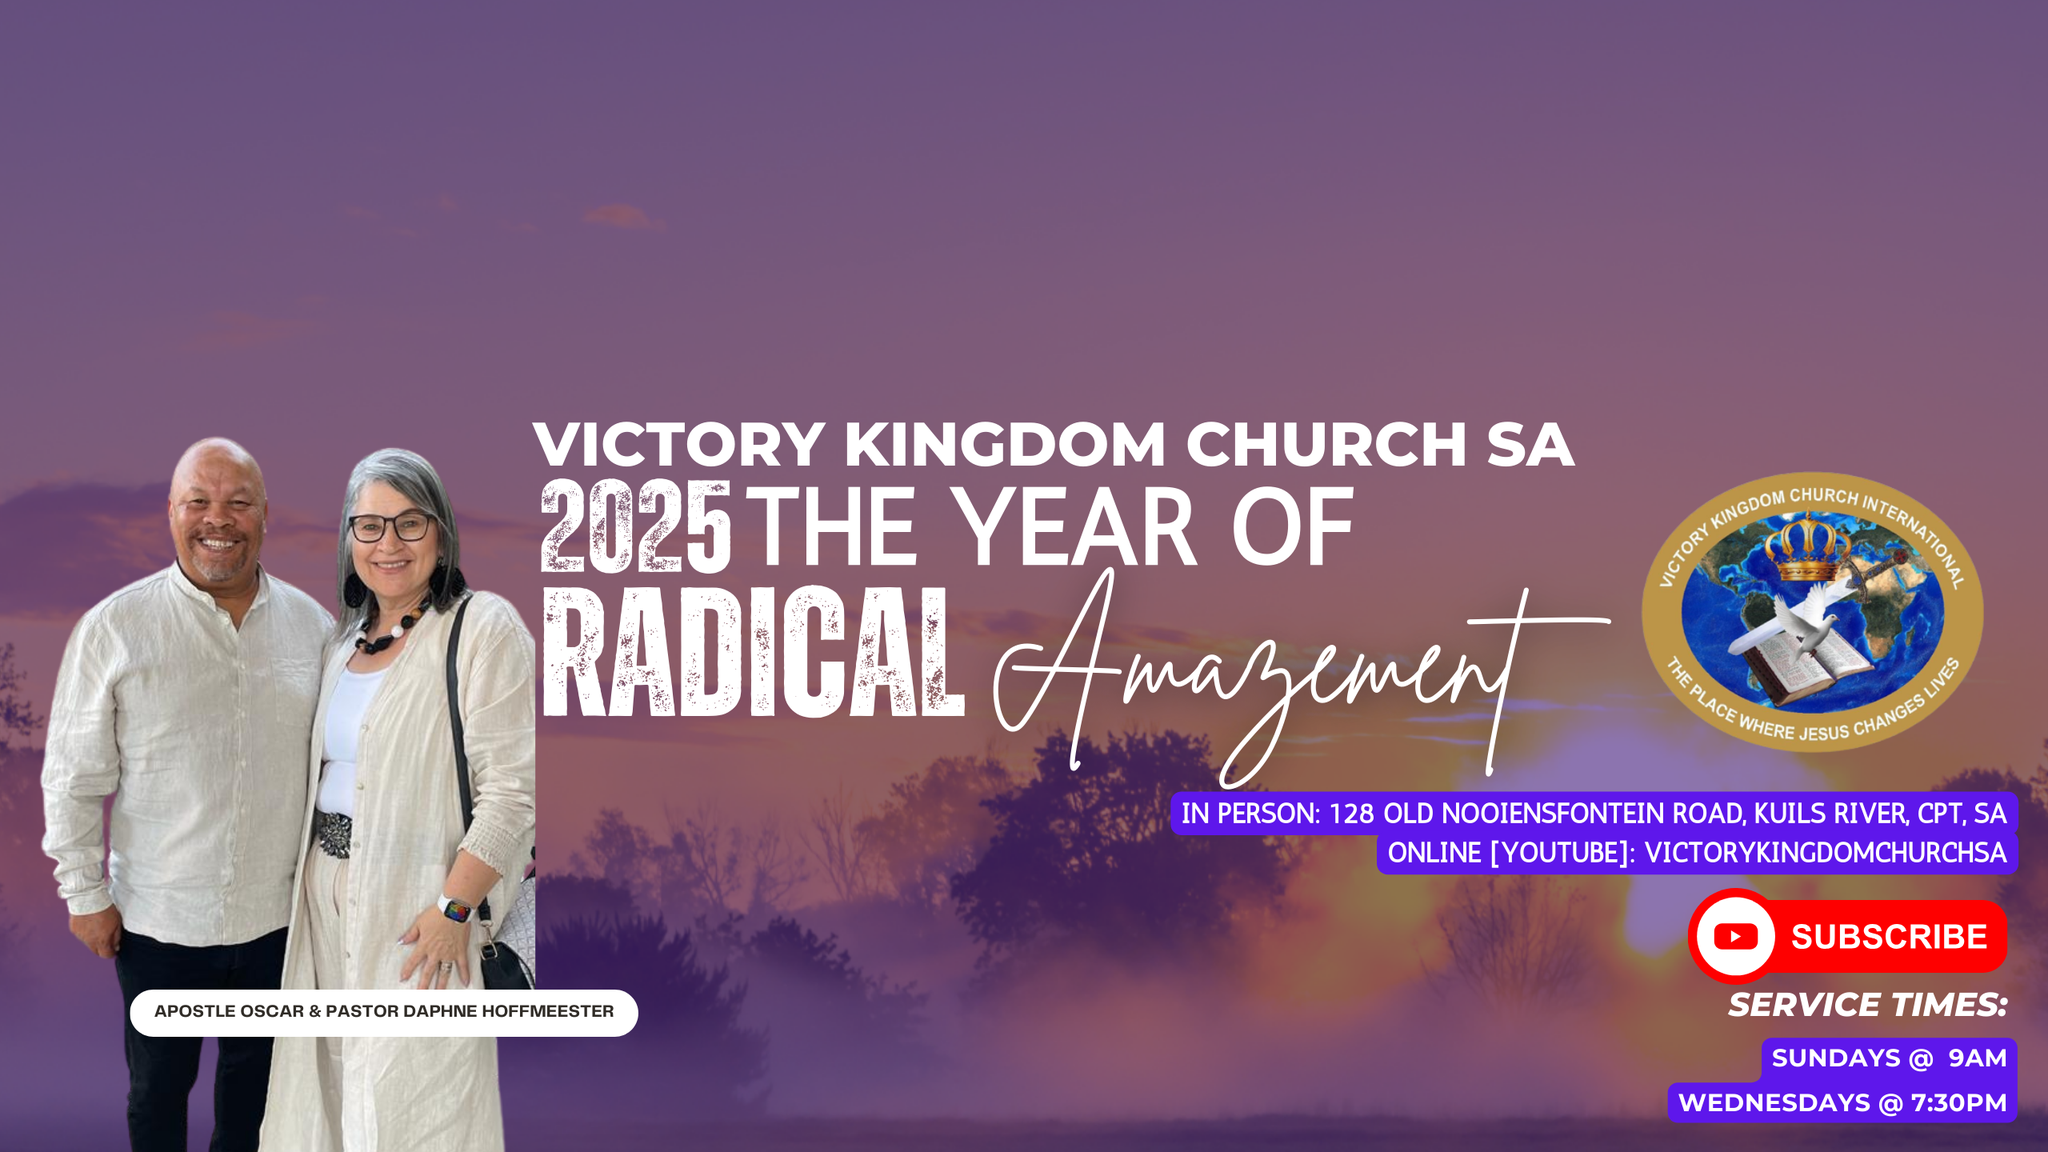 VICTORY KINGDOM CHURCH SA
2025 THE YEAR OF
RADICAL Amazement
VICTORY KINGDOM CHURCH INTERNATIONAL
THE PLACE WHERE JESUS CHANGES LIVES
IN PERSON: 128 OLD NOOIENSFONTEIN ROAD, KUILS RIVER, CPT, SA
ONLINE [YOUTUBE]: VICTORYKINGDOMCHURCHSA
SUBSCRIBE
SERVICE TIMES:
SUNDAYS @ 9AM
WEDNESDAYS @ 7:30PM
APOSTLE OSCAR & PASTOR DAPHNE HOFFMEESTER